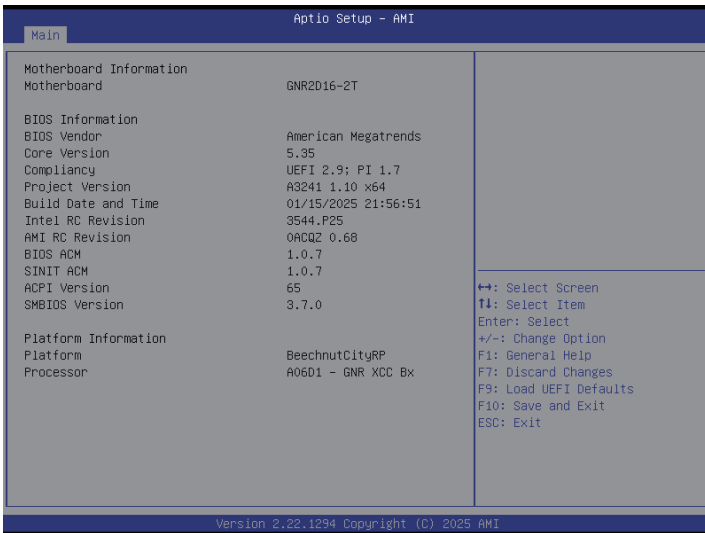 Aptio Setup – AMI
Main
Motherboard Information
Motherboard GNR2D16-2T
BIOS Information
BIOS Vendor American Megatrends
Core Version 5.35
Compliancy UEFI 2.9; PI 1.7
Project Version A3241 1.10 x64
Build Date and Time 01/15/2025 21:56:51
Intel RC Revision 3544.P25
AMI RC Revision 0ACQZ 0.68
BIOS ACM 1.0.7
SINIT ACM 1.0.7
ACPI Version 65
SMBIOS Version 3.7.0
Platform Information
Platform BeechnutCityRP
Processor A06D1 - GNR XCC Bx
↔: Select Screen
↑↓: Select Item
Enter: Select
+/-: Change Option
F1: General Help
F7: Discard Changes
F9: Load UEFI Defaults
F10: Save and Exit
ESC: Exit
Version 2.22.1294 Copyright (C) 2025 AMI